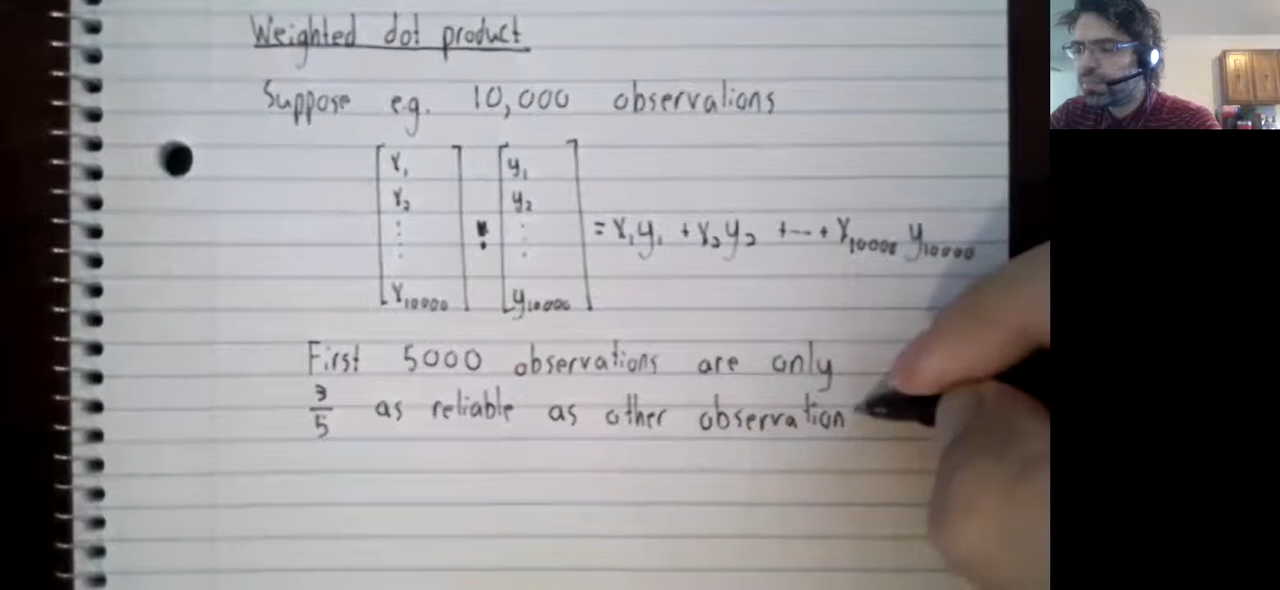 Weighted dot product
Suppose e.g. 10,000 observations
[x₁ x₂ ⋮ x₁₀₀₀₀] · [y₁ y₂ ⋮ y₁₀₀₀₀] = x₁y₁ + x₂y₂ + ... + x₁₀₀₀₀ y₁₀₀₀₀
First 5000 observations are only
3/5 as reliable as other observation